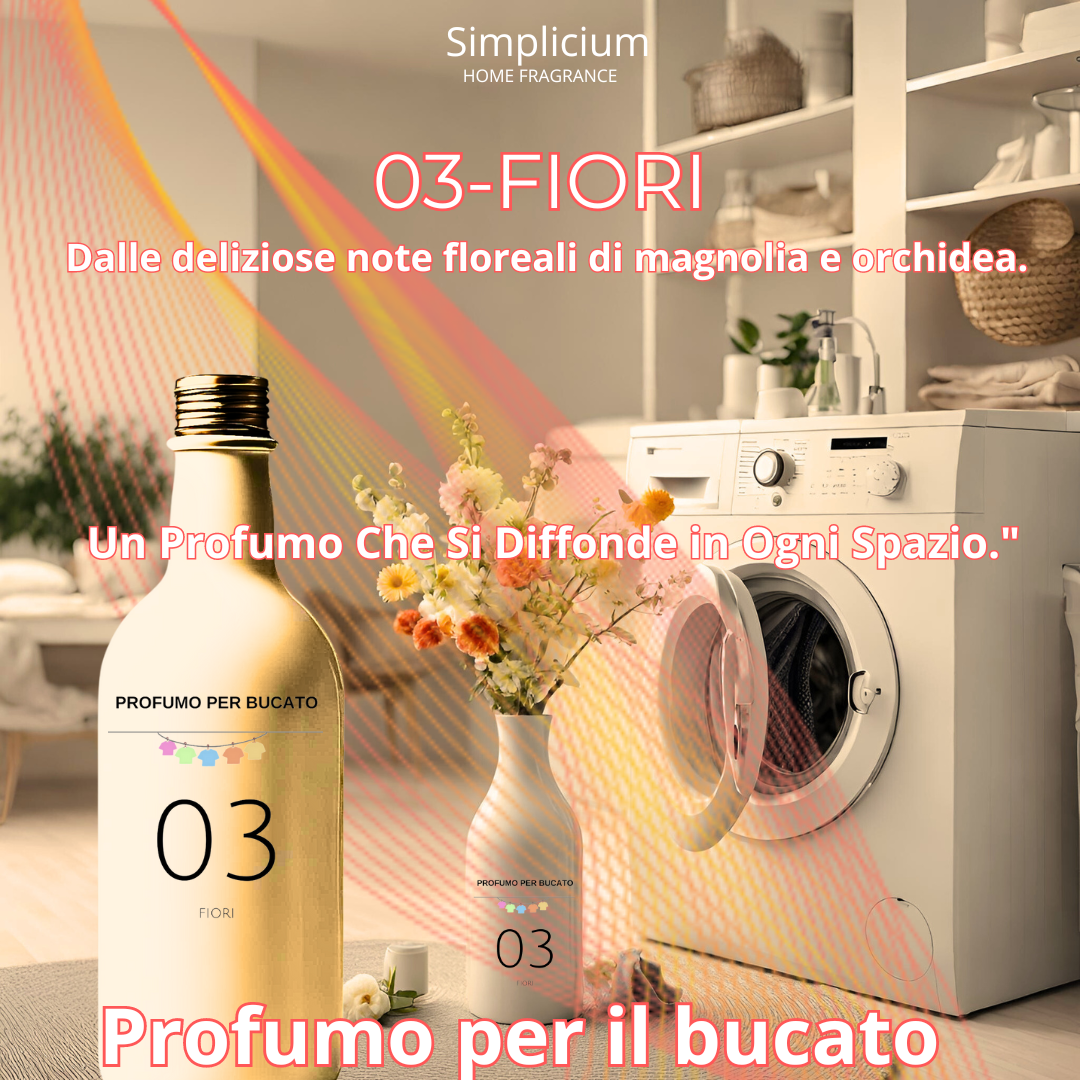 Simplicium
HOME FRAGRANCE
03-FIORI
Dalle deliziose note floreali di magnolia e orchidea.
Un Profumo Che Si Diffonde in Ogni Spazio."
PROFUMO PER BUCATO
03
FIORI
PROFUMO PER BUCATO
03
FIORI
Profumo per il bucato